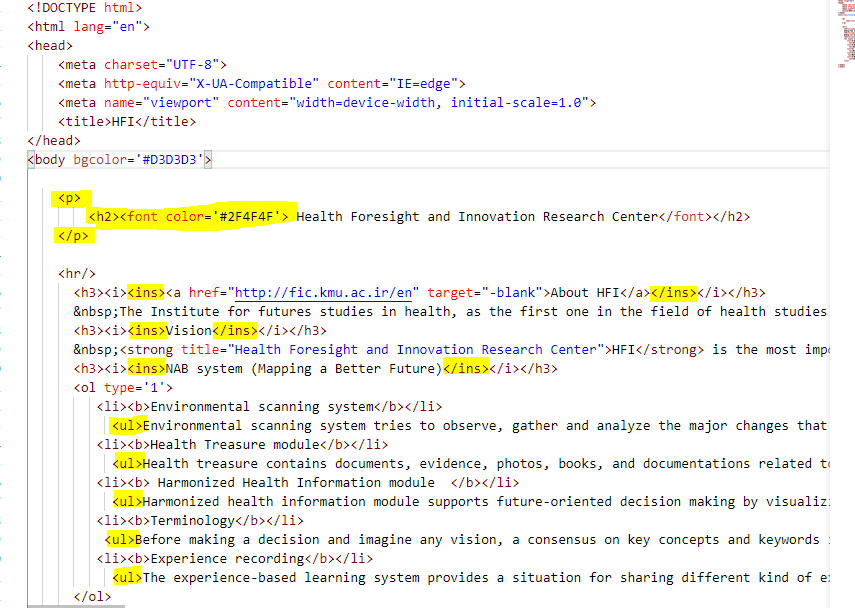 <!DOCTYPE html>
<html lang="en">
<head>
<meta charset="UTF-8">
<meta http-equiv="X-UA-Compatible" content="IE=edge">
<meta name="viewport" content="width=device-width, initial-scale=1.0">
<title>HFI</title>
</head>
<body bgcolor='#D3D3D3'>
<p>
<h2><font color='#2F4F4F'> Health Foresight and Innovation Research Center</font></h2>
</p>
<hr/>
<h3><i><ins><a href="http://fic.kmu.ac.ir/en" target="-blank">About HFI</a></ins></i></h3>
&nbsp;The Institute for futures studies in health, as the first one in the field of health studies
<h3><i><ins>Vision</ins></i></h3>
&nbsp;<strong title="Health Foresight and Innovation Research Center">HFI</strong> is the most
<h3><i><ins>NAB system (Mapping a Better Future)</ins></i></h3>
<ol type='1'>
<li><b>Environmental scanning system</b></li>
<ul>Environmental scanning system tries to observe, gather and analyze the major changes that
<li><b>Health Treasure module</b></li>
<ul>Health treasure contains documents, evidence, photos, books, and documentations related
<li><b> Harmonized Health Information module  </b></li>
<ul>Harmonized health information module supports future-oriented decision making by
<li><b>Terminology</b></li>
<ul>Before making a decision and imagine any vision, a consensus on key concepts and keywords
<li><b>Experience recording</b></li>
<ul>The experience-based learning system provides a situation for sharing different kind of
</ol>